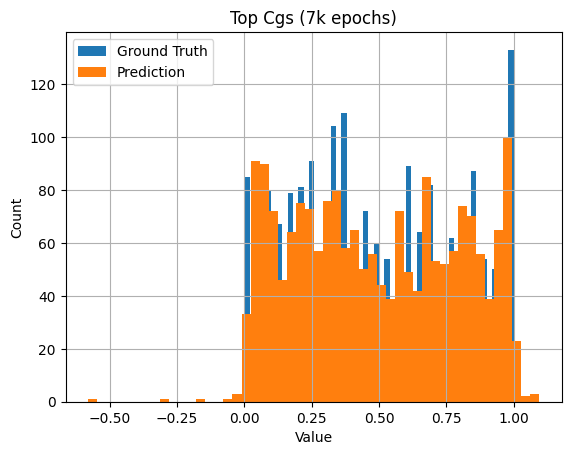 Top Cgs (7k epochs)
Ground Truth
Prediction
120
100
80
60
40
20
0
Count
−0.50
−0.25
0.00
0.25
0.50
0.75
1.00
Value